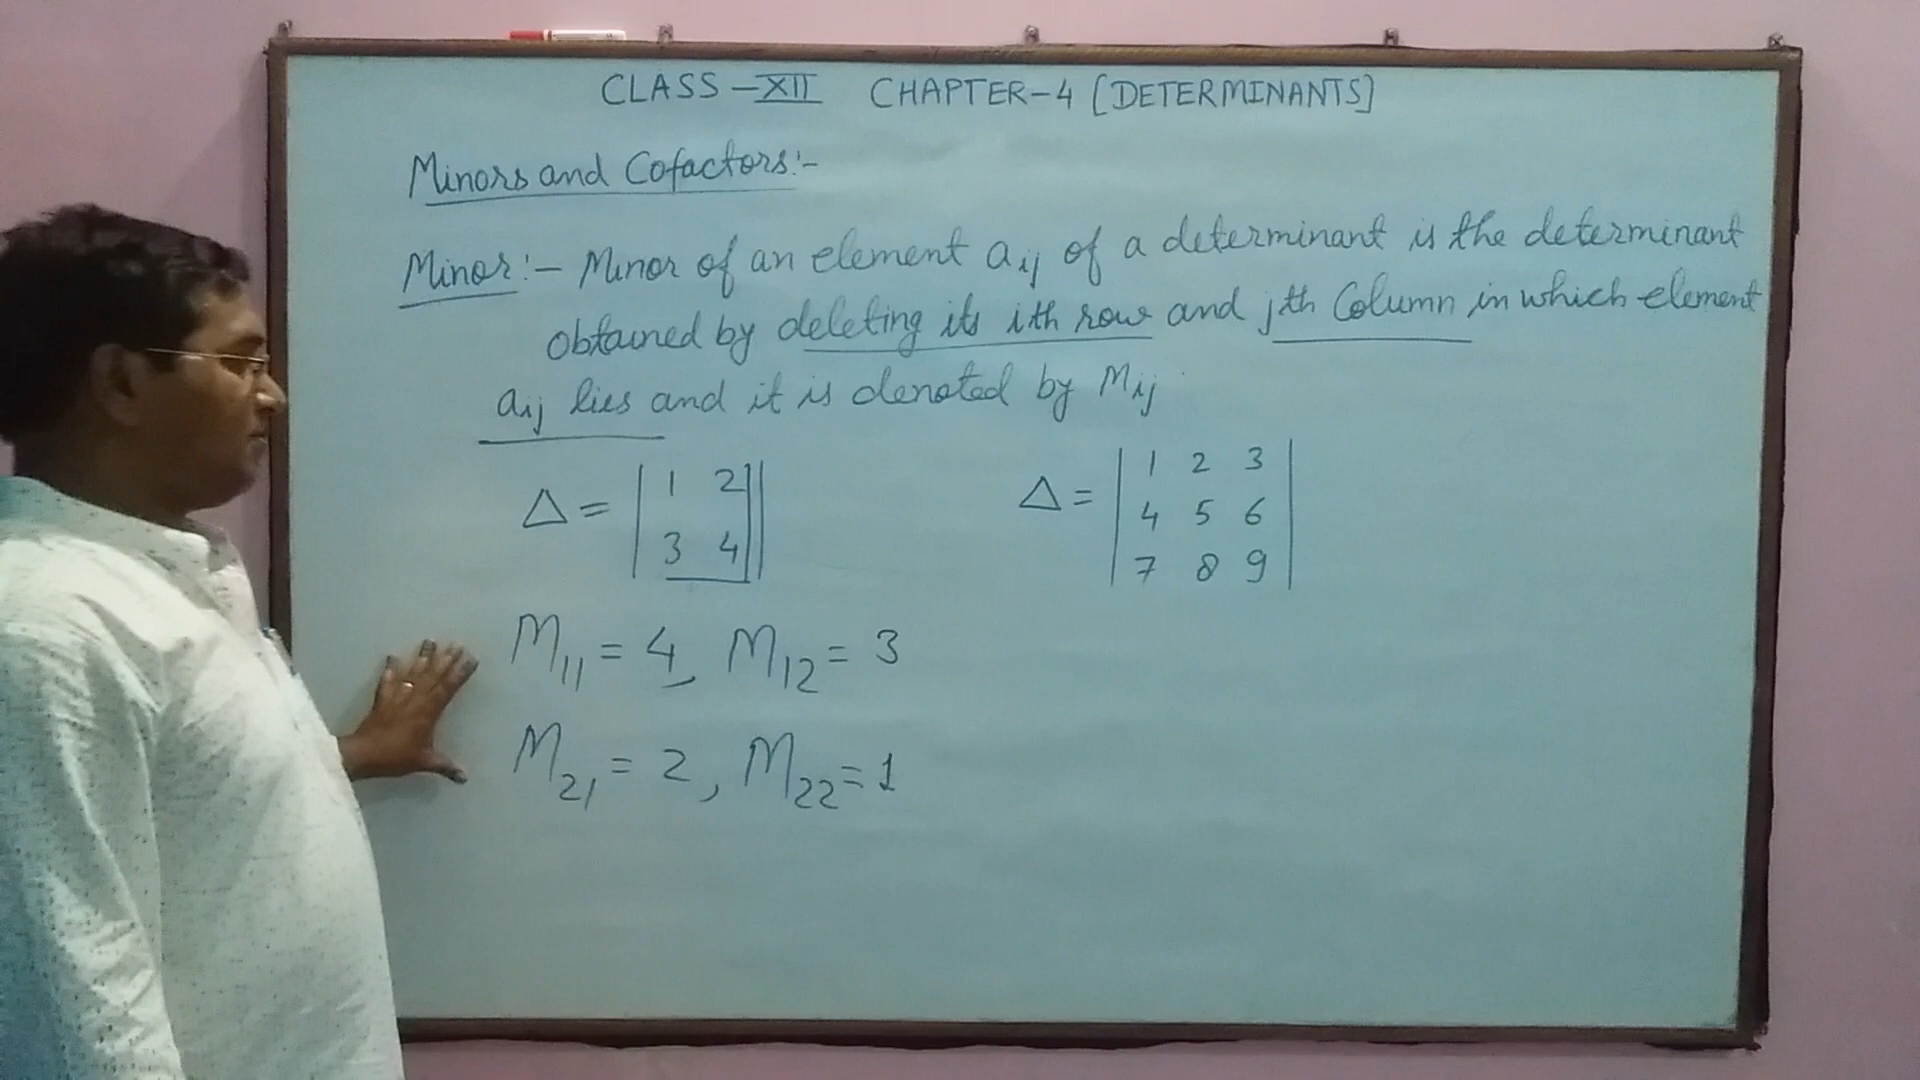 CLASS-XII CHAPTER-4 [DETERMINANTS]
Minors and Cofactors:-
Minor:- Minor of an element aij of a determinant is the determinant
obtained by deleting its ith row and jth Column in which element
aij lies and it is denoted by Mij
Δ = | 1 2 | Δ = | 1 2 3 |
| 3 4 | | 4 5 6 |
| 7 8 9 |
M11 = 4, M12 = 3
M21 = 2, M22 = 1